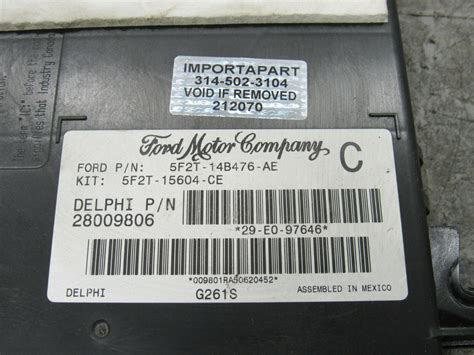 IMPORTAPART
314-502-3104
VOID IF REMOVED
212070
Ford Motor Company
C
FORD P/N: 5F2T-14B476-AE
KIT: 5F2T-15604-CE
DELPHI P/N
28009806
*29-E0-97646*
*009801RA50620452*
DELPHI
G261S
ASSEMBLED IN MEXICO